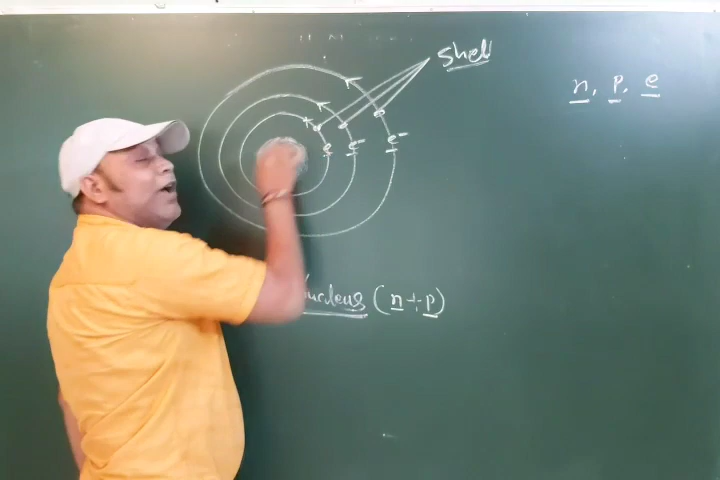 Shell
n, p, e
e e⁻ e⁻
Nucleus (n+p)